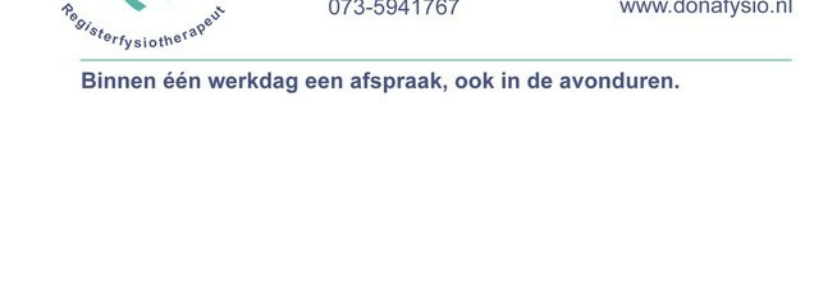 Registerfysiotherapeut
073-5941767
www.donafysio.nl
Binnen één werkdag een afspraak, ook in de avonduren.